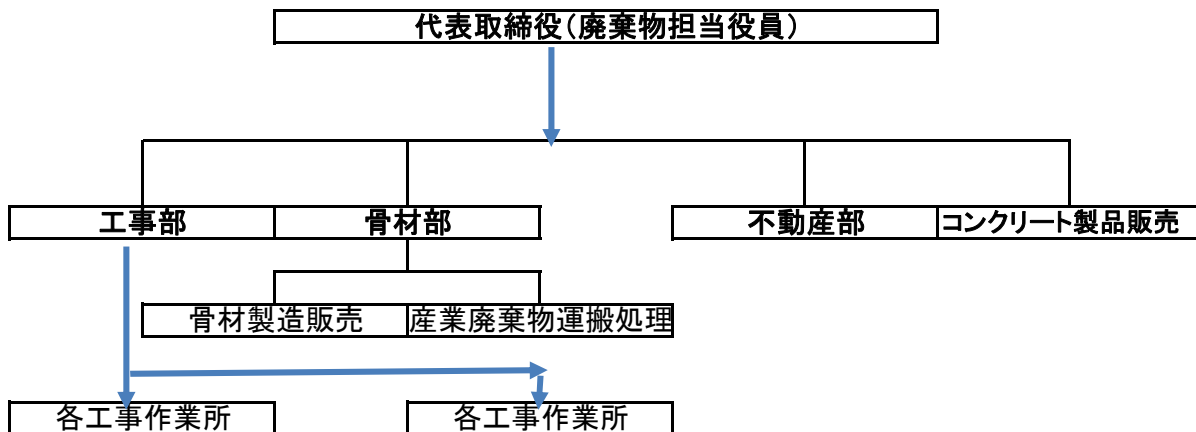 代表取締役(廃棄物担当役員)
工事部
骨材部
不動産部
コンクリート製品販売
骨材製造販売
産業廃棄物運搬処理
各工事作業所
各工事作業所